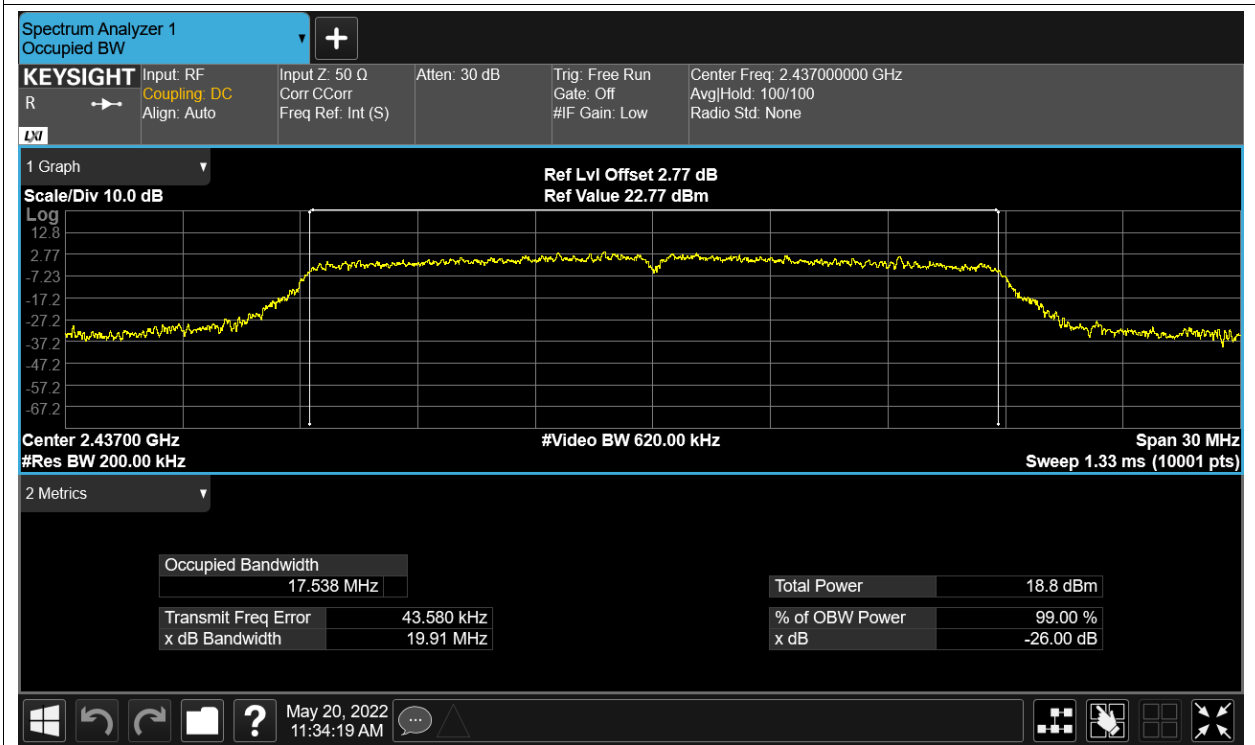 Spectrum Analyzer 1
Occupied BW
KEYSIGHT Input: RF Input Z: 50 Ω Atten: 30 dB Trig: Free Run Center Freq: 2.437000000 GHz
R Coupling: DC Corr CCorr Gate: Off Avg|Hold: 100/100
Align: Auto Freq Ref: Int (S) #IF Gain: Low Radio Std: None
LXI
1 Graph
Ref Lvl Offset 2.77 dB
Scale/Div 10.0 dB Ref Value 22.77 dBm
Log
12.8
2.77
-7.23
-17.2
-27.2
-37.2
-47.2
-57.2
-67.2
Center 2.43700 GHz #Video BW 620.00 kHz Span 30 MHz
#Res BW 200.00 kHz Sweep 1.33 ms (10001 pts)
2 Metrics
Occupied Bandwidth
17.538 MHz Total Power 18.8 dBm
Transmit Freq Error 43.580 kHz % of OBW Power 99.00 %
x dB Bandwidth 19.91 MHz x dB -26.00 dB
? May 20, 2022
11:34:19 AM